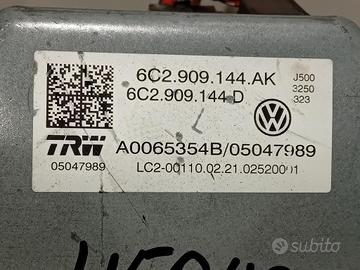 6C2.909.144.AK
6C2.909.144.D
J500
3250
323
TRW
A0065354B/05047989
05047989
LC2-00110.02.21.02520001
subito